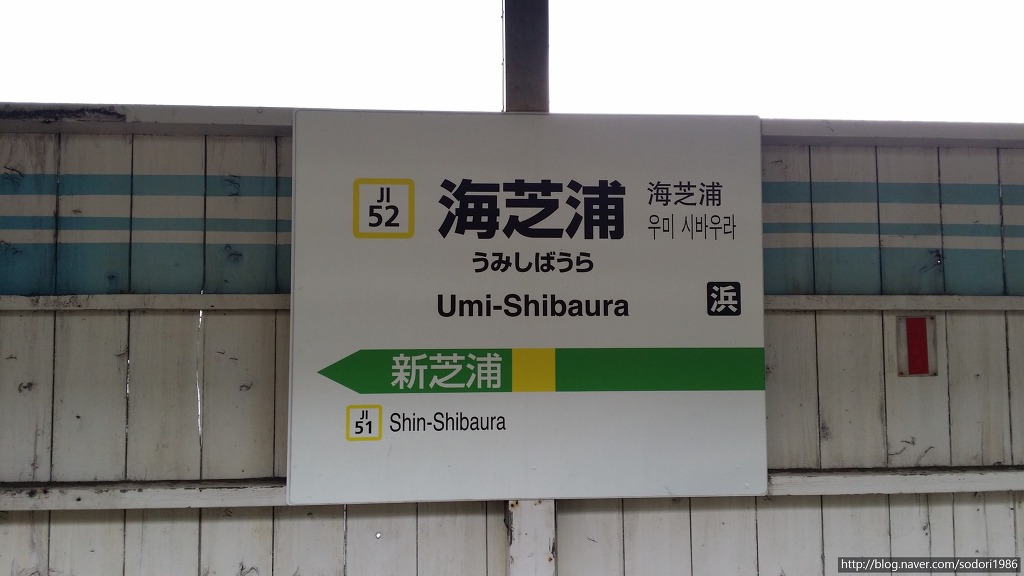 JI
52
海芝浦
うみしばうら
Umi-Shibaura
海芝浦
우미 시바우라
浜
新芝浦
JI
51
Shin-Shibaura
http://blog.naver.com/sodori1986